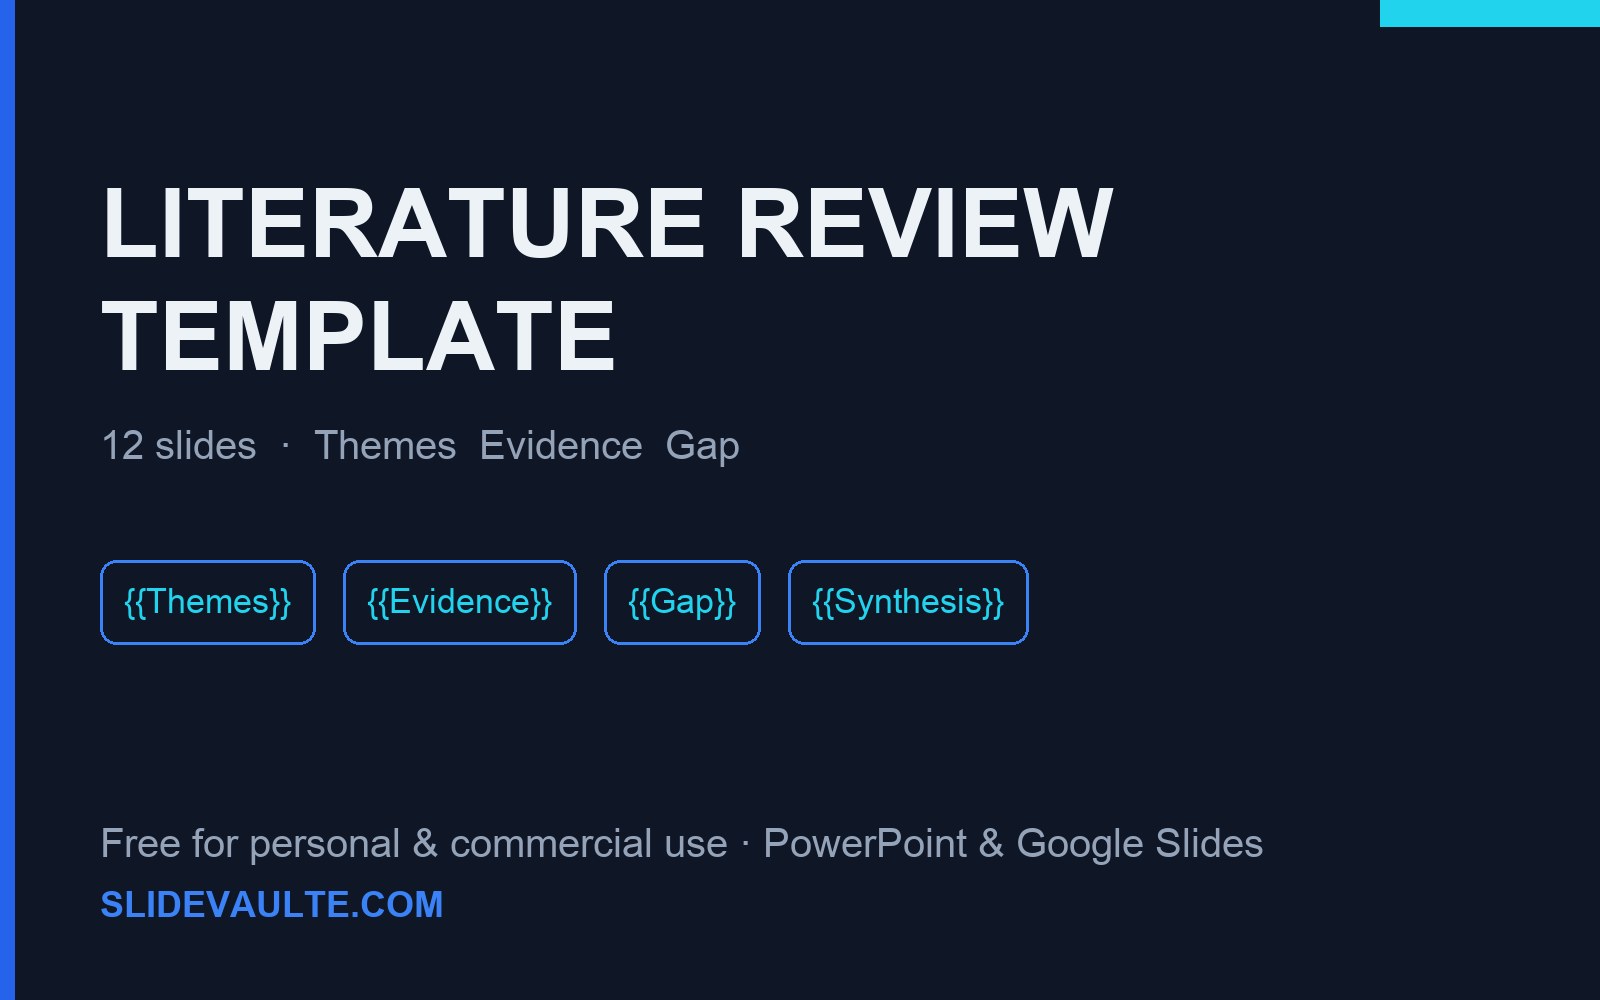 LITERATURE REVIEW
TEMPLATE
12 slides · Themes Evidence Gap
{{Themes}} {{Evidence}} {{Gap}} {{Synthesis}}
Free for personal & commercial use · PowerPoint & Google Slides
SLIDEVAULTE.COM